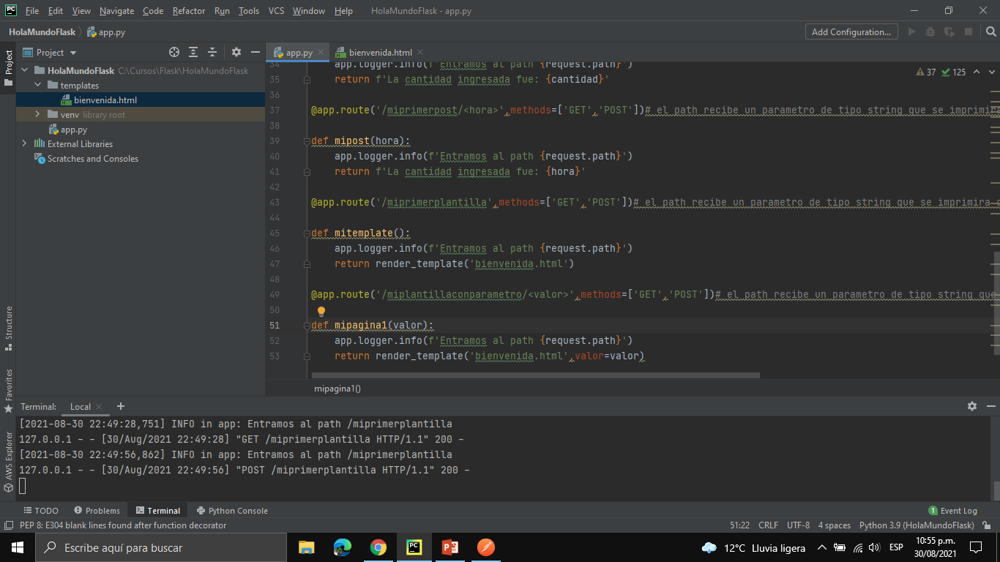 PC File Edit View Navigate Code Refactor Run Tools VCS Window Help HolaMundoFlask - app.py
HolaMundoFlask app.py Add Configuration...
Project
Project
app.py
bienvenida.html
HolaMundoFlask C:\Cursos\Flask\HolaMundoFlask
templates
bienvenida.html
venv library root
app.py
External Libraries
Scratches and Consoles
37 125
34 app.logger.info(f'Entramos al path {request.path}')
35 return f'La cantidad ingresada fue: {cantidad}'
36
37 @app.route('/miprimerpost/<hora>',methods=['GET','POST'])# el path recibe un parametro de tipo string que se imprimira
38
39 def mipost(hora):
40 app.logger.info(f'Entramos al path {request.path}')
41 return f'La cantidad ingresada fue: {hora}'
42
43 @app.route('/miprimerplantilla',methods=['GET','POST'])# el path recibe un parametro de tipo string que se imprimira
44
45 def mitemplate():
46 app.logger.info(f'Entramos al path {request.path}')
47 return render_template('bienvenida.html')
48
49 @app.route('/miplantillaconparametro/<valor>',methods=['GET','POST'])# el path recibe un parametro de tipo string que
50
51 def mipagina1(valor):
52 app.logger.info(f'Entramos al path {request.path}')
53 return render_template('bienvenida.html',valor=valor)
mipagina1()
Structure
Favorites
AWS Explorer
Terminal: Local +
[2021-08-30 22:49:28,751] INFO in app: Entramos al path /miprimerplantilla
127.0.0.1 - - [30/Aug/2021 22:49:28] "GET /miprimerplantilla HTTP/1.1" 200 -
[2021-08-30 22:49:56,862] INFO in app: Entramos al path /miprimerplantilla
127.0.0.1 - - [30/Aug/2021 22:49:56] "POST /miprimerplantilla HTTP/1.1" 200 -
TODO Problems Terminal Python Console 1 Event Log
PEP 8: E304 blank lines found after function decorator 51:22 CRLF UTF-8 4 spaces Python 3.9 (HolaMundoFlask)
Escribe aquí para buscar
PC
P
12°C Lluvia ligera
ESP
10:55 p.m.
30/08/2021